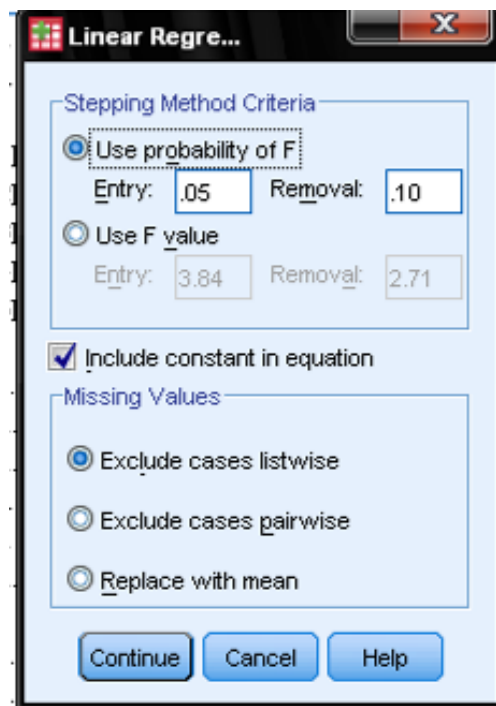 Linear Regre...
Stepping Method Criteria
Use probability of F
Entry: .05 Removal: .10
Use F value
Entry: 3.84 Removal: 2.71
Include constant in equation
Missing Values
Exclude cases listwise
Exclude cases pairwise
Replace with mean
Continue Cancel Help